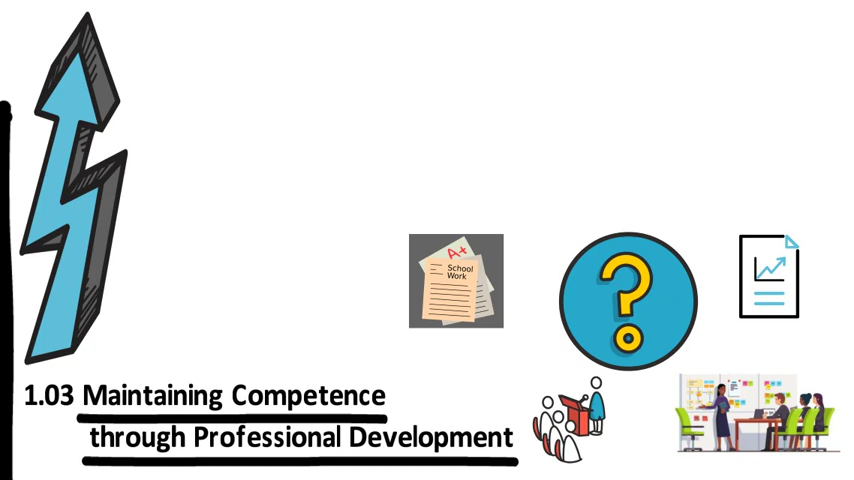 A+
School
Work
1.03 Maintaining Competence
through Professional Development